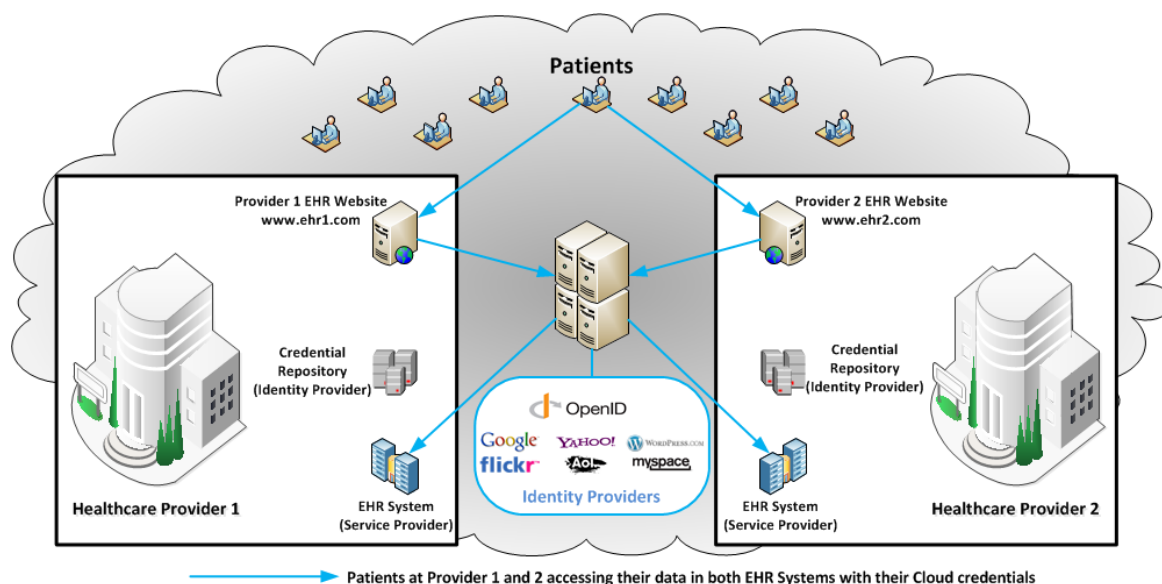 Patients
Provider 1 EHR Website
www.ehr1.com
Provider 2 EHR Website
www.ehr2.com
Credential
Repository
(Identity Provider)
Credential
Repository
(Identity Provider)
OpenID
Google YAHOO! WORDPRESS.COM
flickr Aol myspace
Identity Providers
Healthcare Provider 1
EHR System
(Service Provider)
EHR System
(Service Provider)
Healthcare Provider 2
Patients at Provider 1 and 2 accessing their data in both EHR Systems with their Cloud credentials